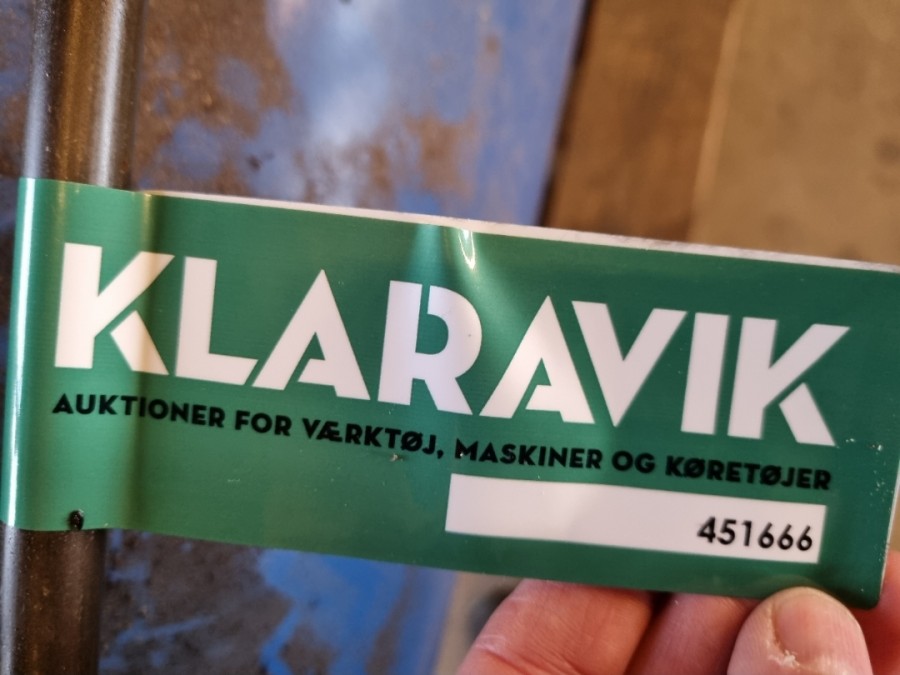 KLARAVIK
AUKTIONER FOR VÆRKTØJ, MASKINER OG KØRETØJER
451666